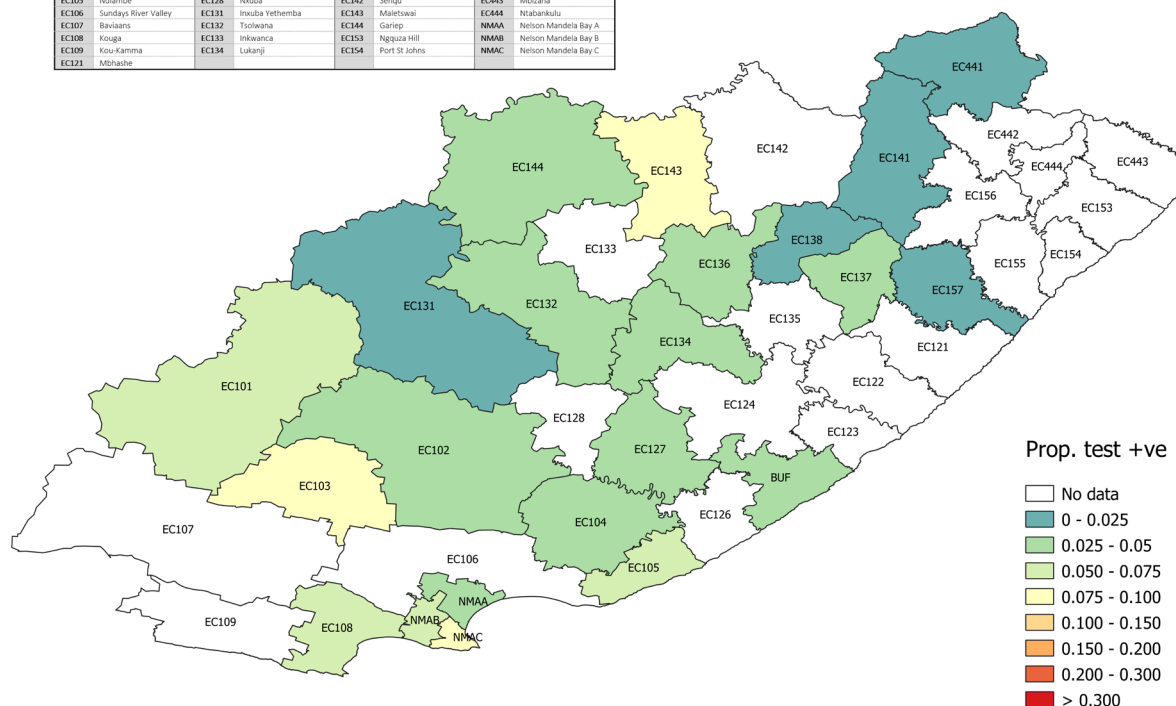 EC105 Ndlambe EC128 Nxuba EC142 Senqu EC443 Mbizana
EC106 Sundays River Valley EC131 Inxuba Yethemba EC143 Maletswai EC444 Ntabankulu
EC107 Baviaans EC132 Tsolwana EC144 Gariep NMAA Nelson Mandela Bay A
EC108 Kouga EC133 Inkwanca EC153 Ngquza Hill NMAB Nelson Mandela Bay B
EC109 Kou-Kamma EC134 Lukanji EC154 Port St Johns NMAC Nelson Mandela Bay C
EC121 Mbhashe
EC441
EC442
EC142
EC141
EC443
EC444
EC144
EC143
EC156
EC153
EC133
EC138
EC154
EC136
EC155
EC137
EC157
EC131
EC132
EC135
EC134
EC121
EC101
EC122
EC124
EC128
EC123
EC102
EC127
Prop. test +ve
BUF
EC103
No data
EC126
0 - 0.025
EC104
EC107
0.025 - 0.05
EC106
EC105
0.050 - 0.075
NMAA
0.075 - 0.100
EC109
NMAB
EC108
0.100 - 0.150
NMAC
0.150 - 0.200
0.200 - 0.300
> 0.300